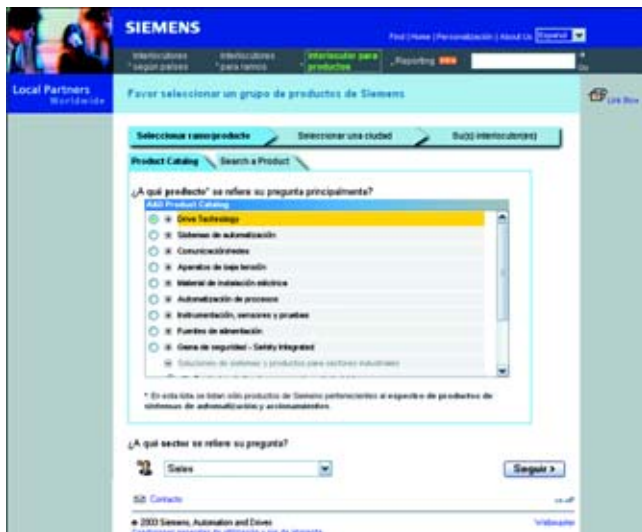 SIEMENS
Find | Home | Personalización | About Us Español
Interlocutores según países
Interlocutores para ramos
Interlocutor para productos
Reporting
Go
Local Partners
Worldwide
Favor seleccionar un grupo de productos de Siemens
Link Box
Seleccionar ramo/producto
Seleccionar una ciudad
Su(s) interlocutor(es)
Product Catalog
Search a Product
¿A qué producto* se refiere su pregunta principalmente?
A&D Product Catalog
Drive Technology
Sistemas de automatización
Comunicación/redes
Aparatos de baja tensión
Material de instalación eléctrica
Automatización de procesos
Instrumentación, sensores y pruebas
Fuentes de alimentación
Gama de seguridad - Safety Integrated
Soluciones de sistemas y productos para sectores industriales
* En esta lista se listan sólo productos de Siemens pertenecientes al espectro de productos de
sistemas de automatización y accionamientos.
¿A qué sector se refiere su pregunta?
Sales
Seguir >
Contacto
© 2003 Siemens, Automation and Drives
Webmaster